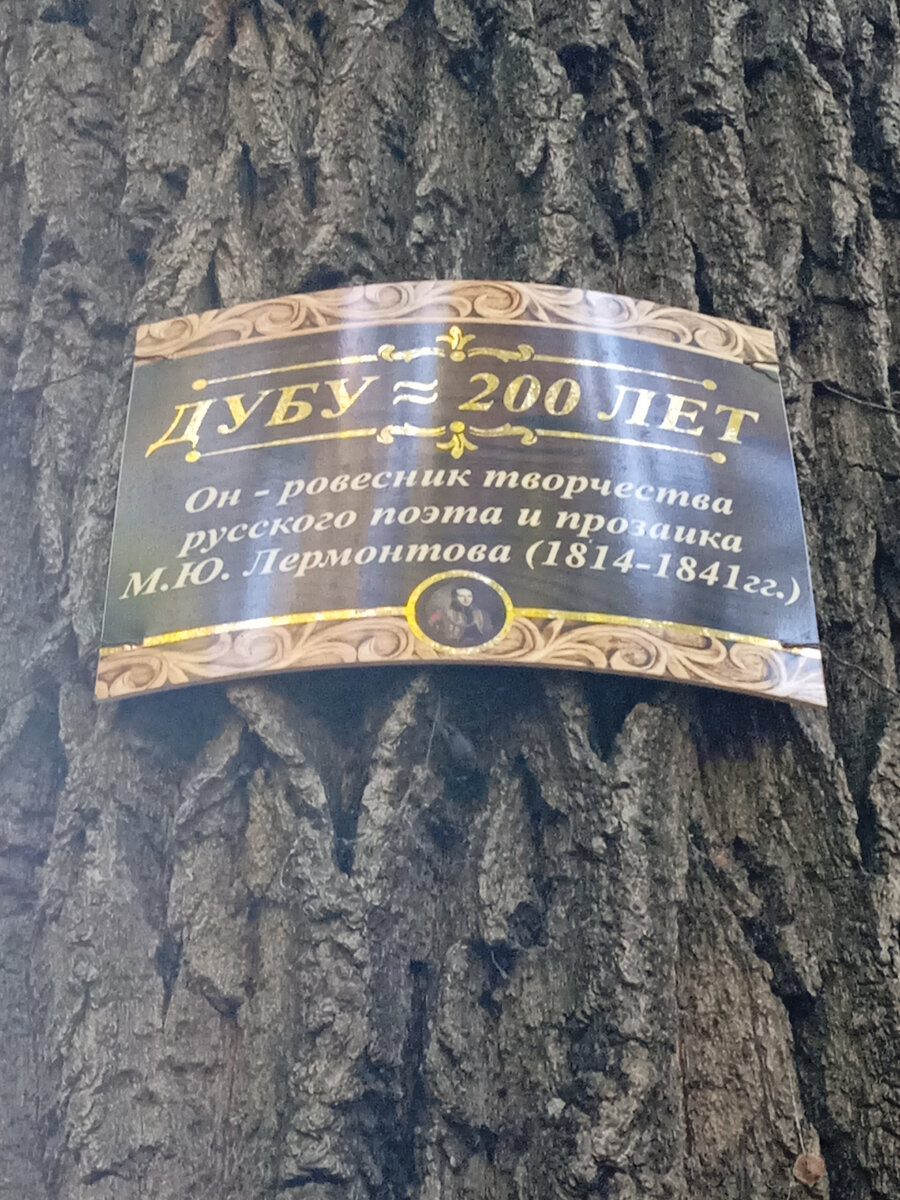 ДУБУ ≈ 200 ЛЕТ
Он - ровесник творчества
русского поэта и прозаика
М.Ю. Лермонтова (1814-1841гг.)